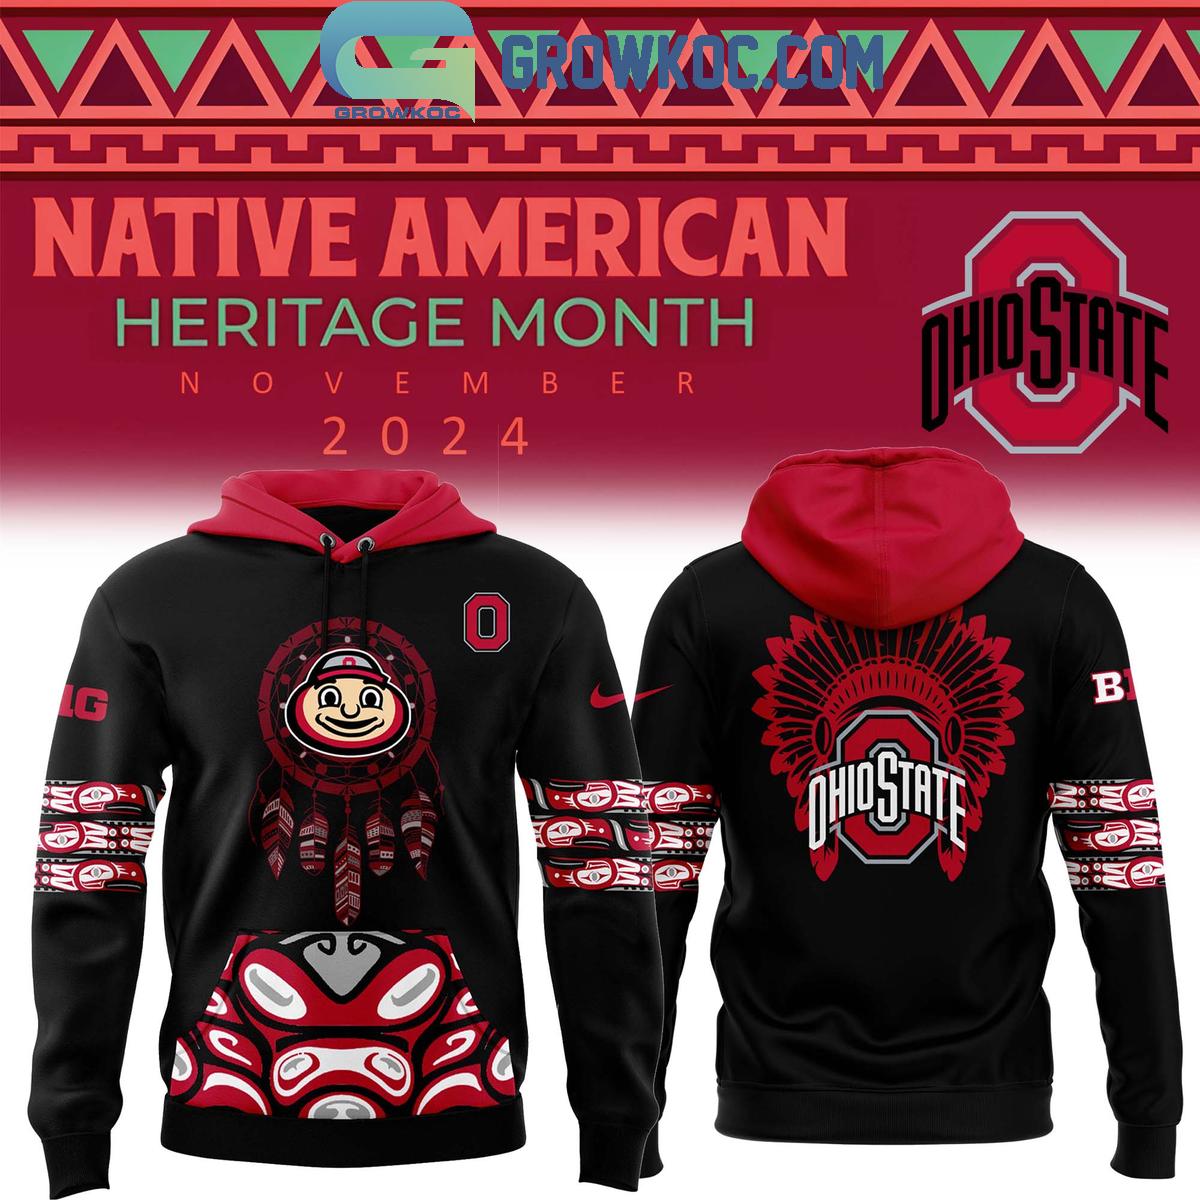 GROWKOC.COM
GROWKOC
NATIVE AMERICAN
HERITAGE MONTH
NOVEMBER
2024
OHIO STATE
O
OHIO STATE